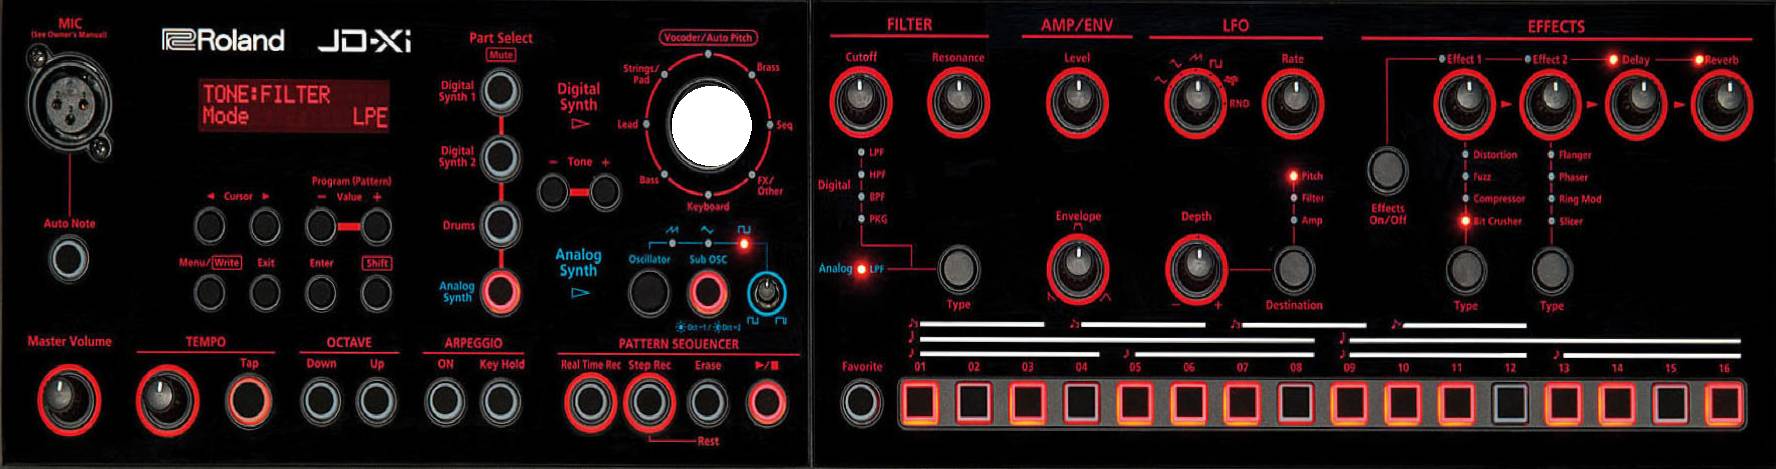 MIC
(See Owner's Manual)
Roland JD-Xi
TONE:FILTER
Mode LPE
Part Select
Mute
Digital
Synth 1
Digital
Synth 2
Drums
Analog
Synth
Digital
Synth
Vocoder/Auto Pitch
Strings/
Pad
Brass
Lead
Seq
Bass
FX/
Other
Keyboard
− Tone +
Cursor
Program (Pattern)
− Value +
Auto Note
Menu/Write
Exit
Enter
Shift
Analog
Synth
Oscillator
Sub OSC
Oct -1 / Oct -2
Master Volume
TEMPO
Tap
OCTAVE
Down
Up
ARPEGGIO
ON
Key Hold
PATTERN SEQUENCER
Real Time Rec
Step Rec
Erase
Rest
FILTER
Cutoff
Resonance
Digital
LPF
HPF
BPF
PKG
Analog
LPF
Type
AMP/ENV
Level
Envelope
LFO
RND
Rate
Pitch
Filter
Amp
Depth
− +
Destination
EFFECTS
Effect 1
Effect 2
Delay
Reverb
Effects
On/Off
Distortion
Fuzz
Compressor
Bit Crusher
Type
Flanger
Phaser
Ring Mod
Slicer
Type
Favorite
01 02 03 04 05 06 07 08 09 10 11 12 13 14 15 16